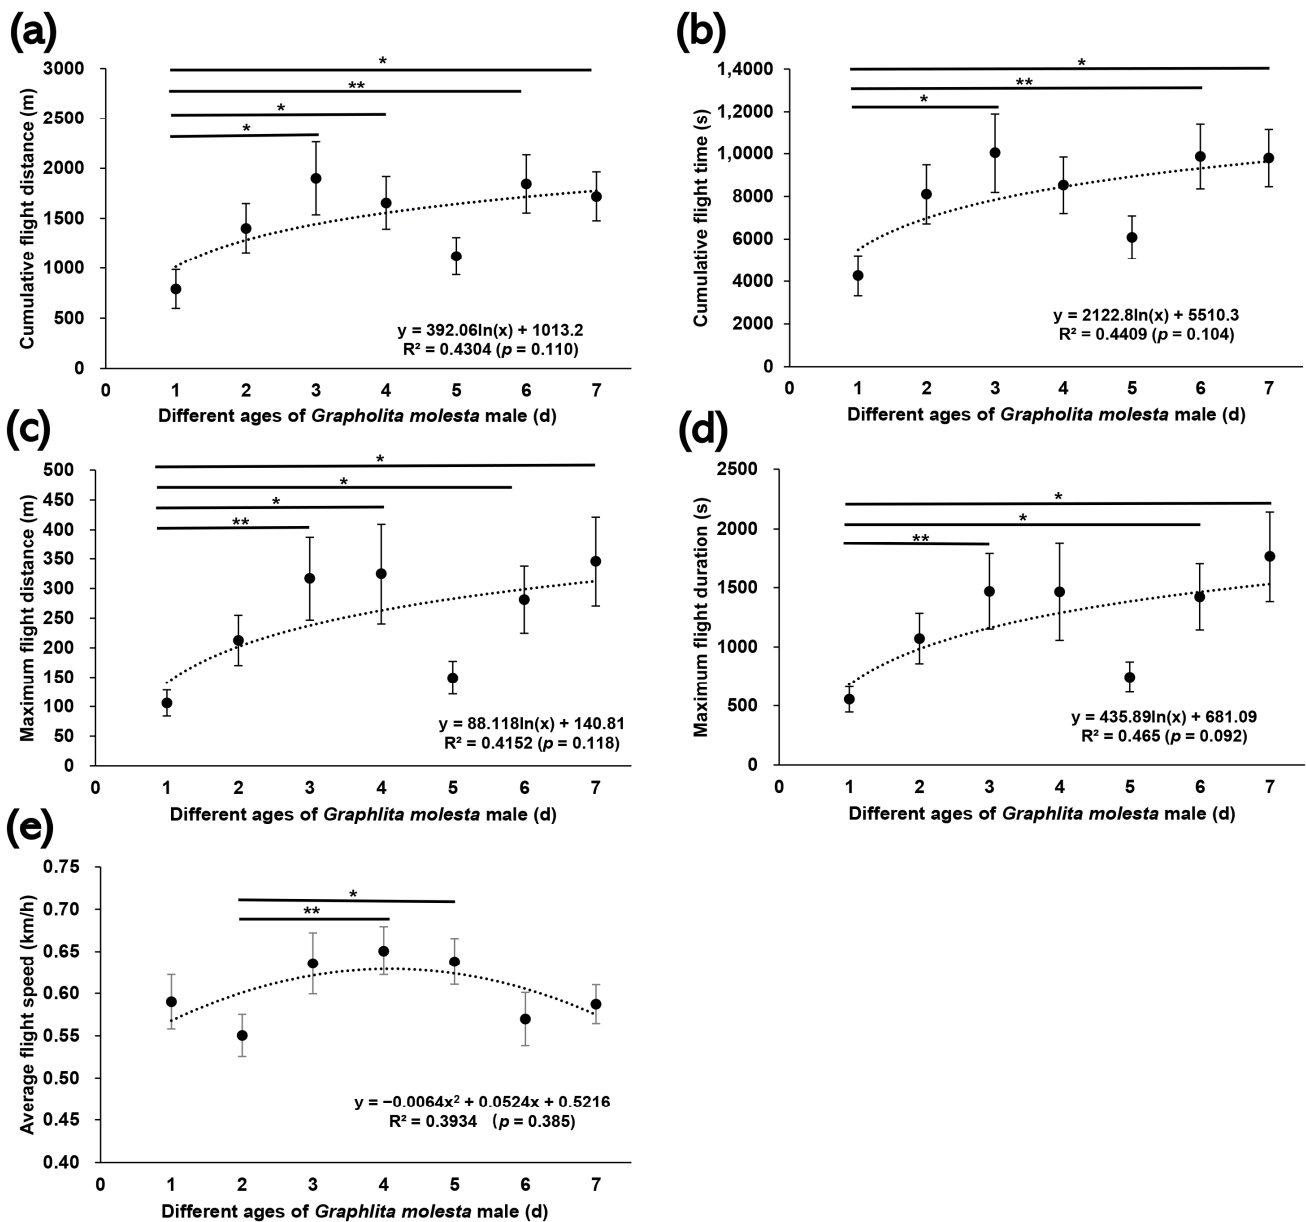 (a)
3000
2500
2000
1500
1000
500
0
Cumulative flight distance (m)
*
**
*
*
y = 392.06ln(x) + 1013.2
R² = 0.4304 (p = 0.110)
0 1 2 3 4 5 6 7
Different ages of Grapholita molesta male (d)
(b)
1,4000
1,2000
1,0000
8000
6000
4000
2000
0
Cumulative flight time (s)
*
**
*
y = 2122.8ln(x) + 5510.3
R² = 0.4409 (p = 0.104)
0 1 2 3 4 5 6 7
Different ages of Grapholita molesta male (d)
(c)
500
450
400
350
300
250
200
150
100
50
0
Maximum flight distance (m)
*
*
*
**
y = 88.118ln(x) + 140.81
R² = 0.4152 (p = 0.118)
0 1 2 3 4 5 6 7
Different ages of Graphlita molesta male (d)
(d)
2500
2000
1500
1000
500
0
Maximum flight duration (s)
*
*
**
y = 435.89ln(x) + 681.09
R² = 0.465 (p = 0.092)
0 1 2 3 4 5 6 7
Different ages of Graphlita molesta male (d)
(e)
0.75
0.70
0.65
0.60
0.55
0.50
0.45
0.40
Average flight speed (km/h)
*
**
y = −0.0064x² + 0.0524x + 0.5216
R² = 0.3934 (p = 0.385)
0 1 2 3 4 5 6 7
Different ages of Graphlita molesta male (d)